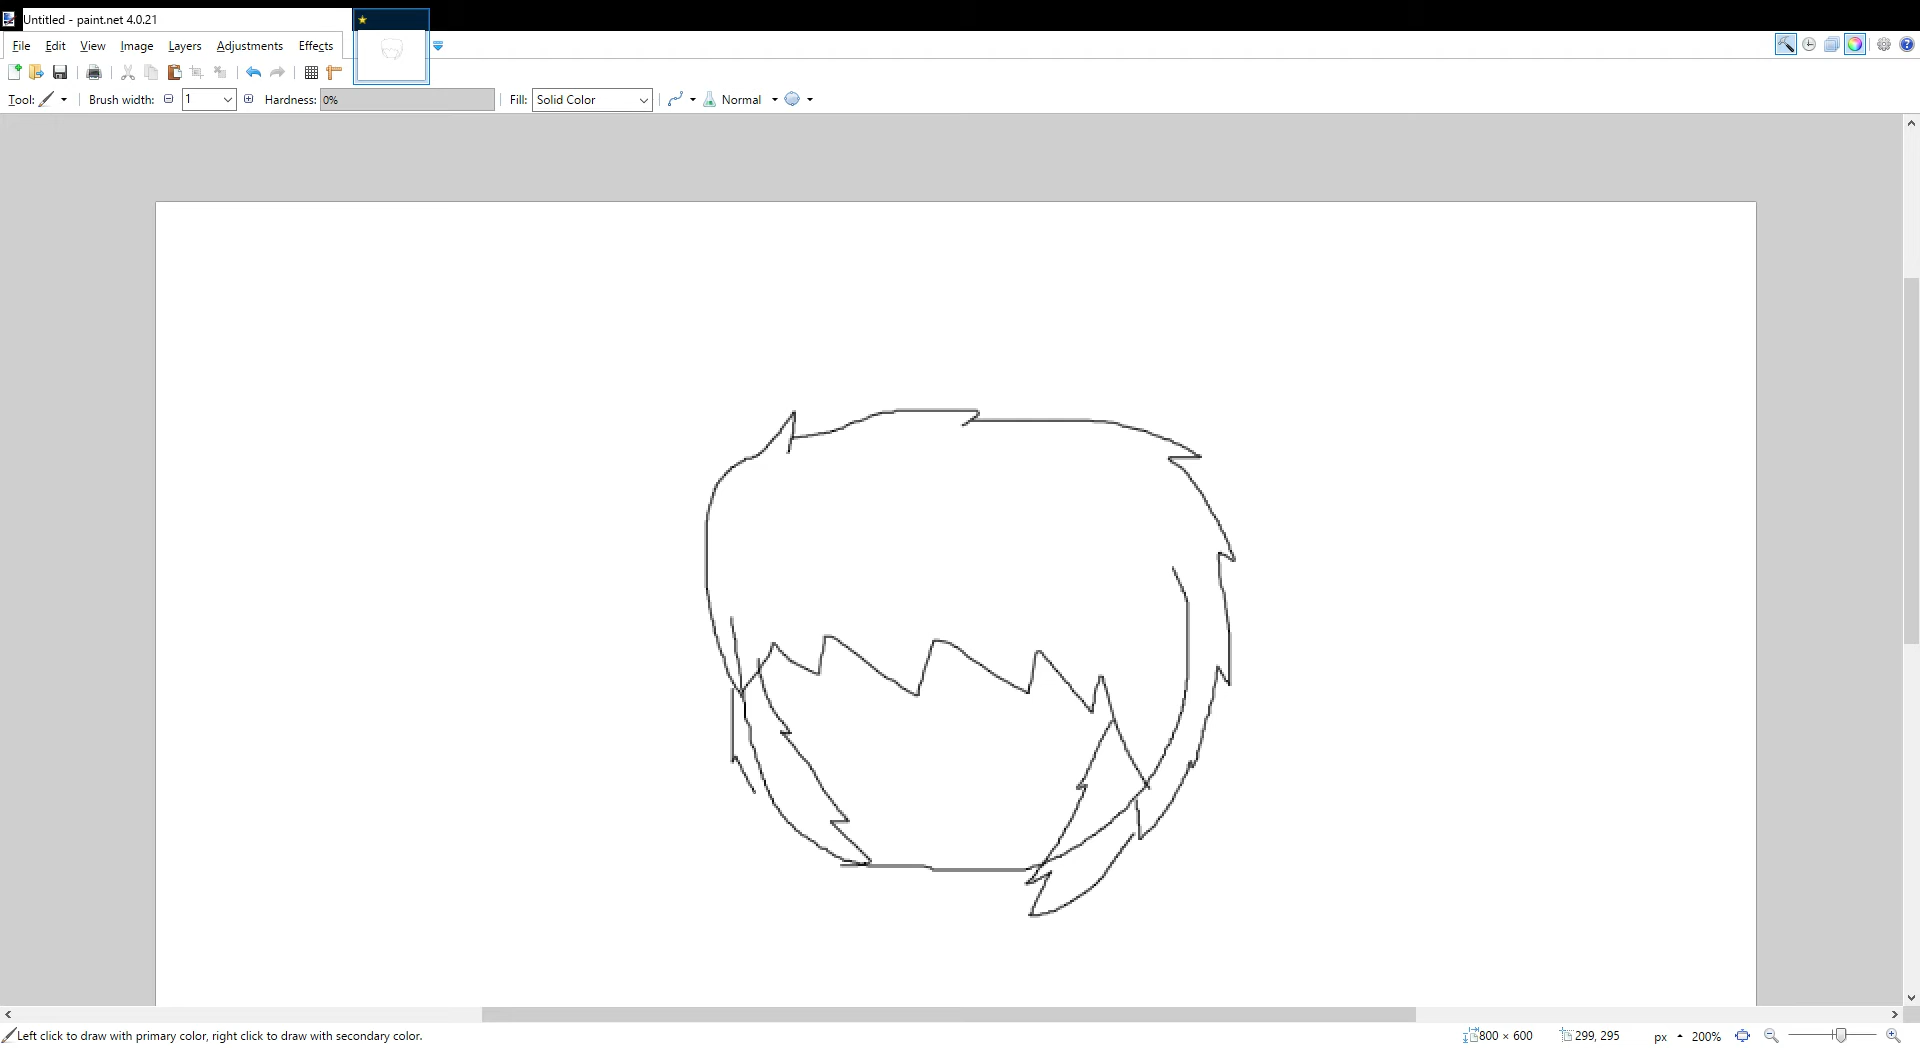 Untitled - paint.net 4.0.21
File Edit View Image Layers Adjustments Effects
Tool: Brush width: 1 Hardness: 0% Fill: Solid Color Normal
Left click to draw with primary color, right click to draw with secondary color. 800 × 600 299, 295 px 200%